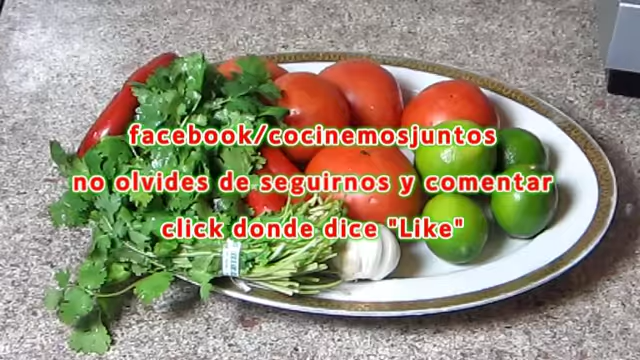 facebook/cocinemosjuntos
no olvides de seguirnos y comentar
click donde dice "Like"